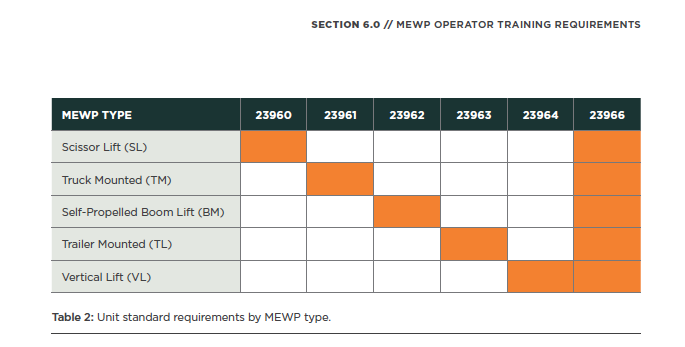 SECTION 6.0 // MEWP OPERATOR TRAINING REQUIREMENTS
MEWP TYPE 23960 23961 23962 23963 23964 23966
Scissor Lift (SL)
Truck Mounted (TM)
Self-Propelled Boom Lift (BM)
Trailer Mounted (TL)
Vertical Lift (VL)
Table 2: Unit standard requirements by MEWP type.